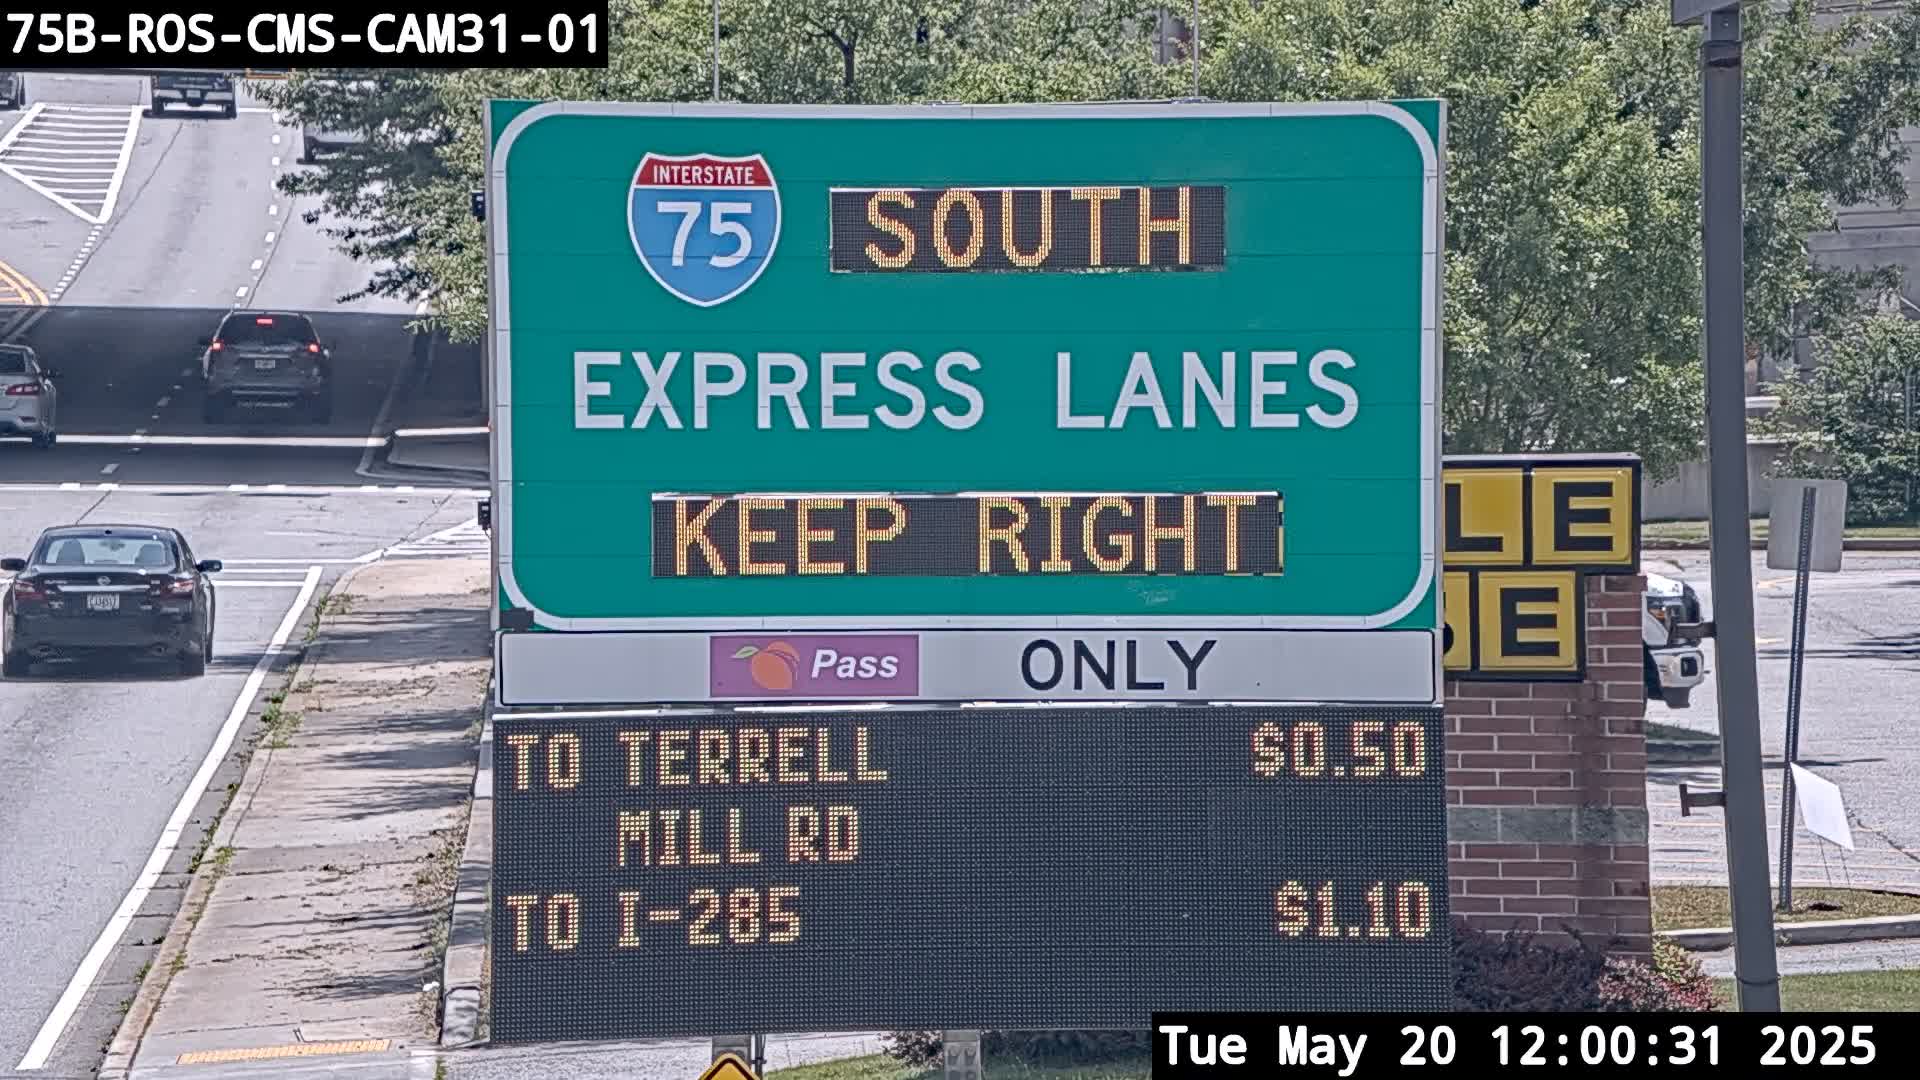 75B-ROS-CMS-CAM31-01
INTERSTATE
75
SOUTH
EXPRESS LANES
KEEP RIGHT
Pass ONLY
TO TERRELL $0.50
MILL RD
TO I-285 $1.10
LE
E
Tue May 20 12:00:31 2025